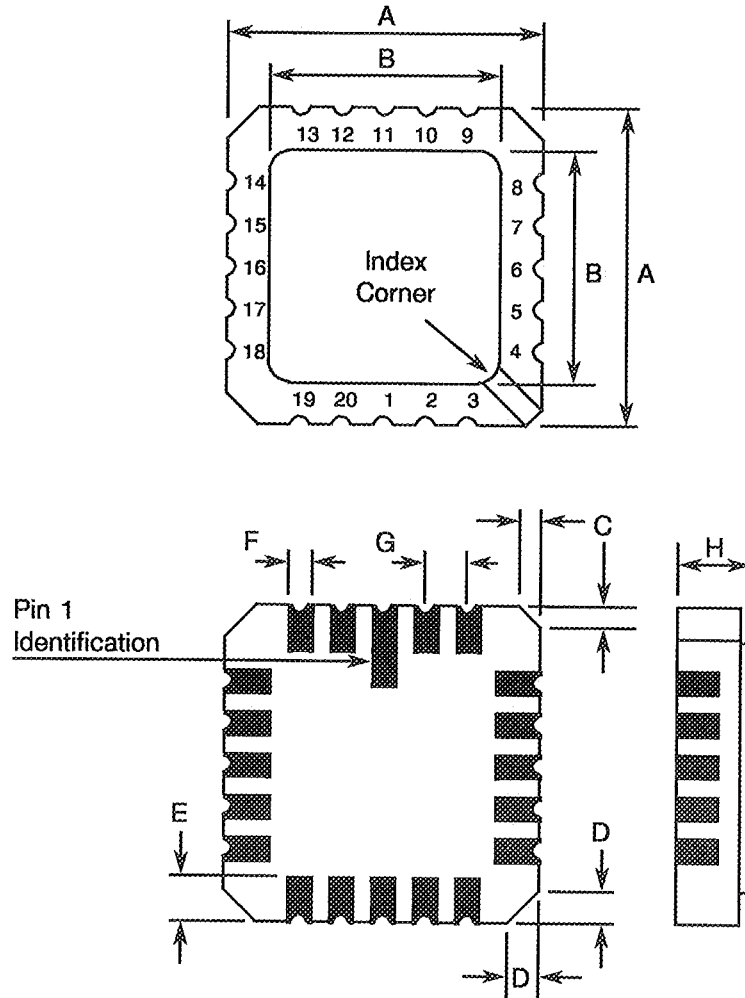 A
B
13 12 11 10 9
14 8
15 7
16 6
17 5
18 4
Index
Corner
B A
19 20 1 2 3
F G C H
Pin 1
Identification
E D
D